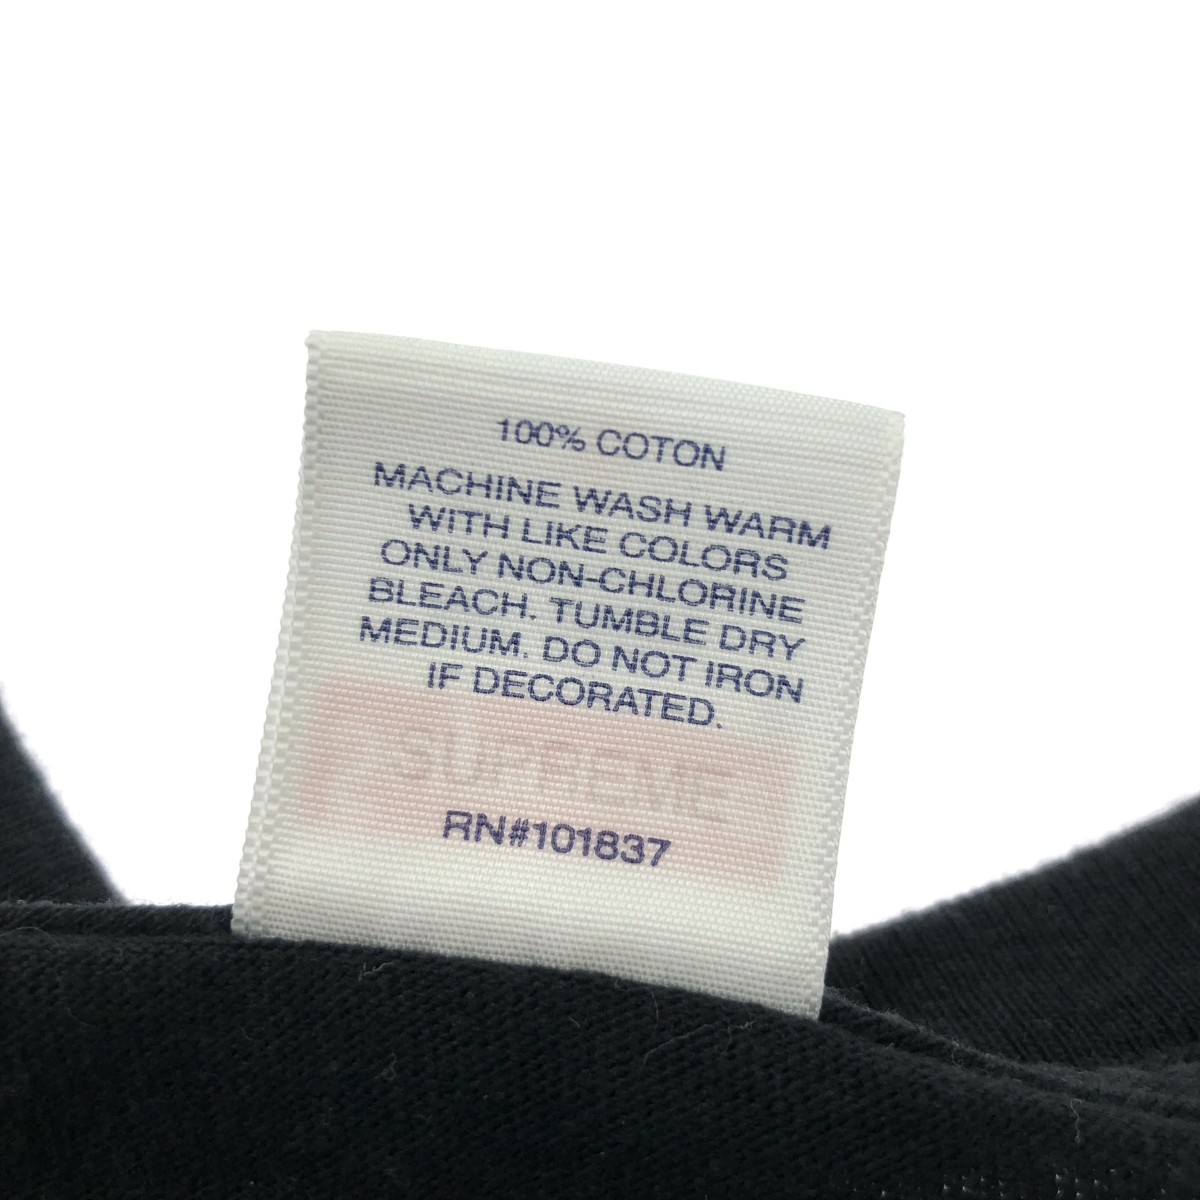 100% COTON
MACHINE WASH WARM
WITH LIKE COLORS
ONLY NON-CHLORINE
BLEACH. TUMBLE DRY
MEDIUM. DO NOT IRON
IF DECORATED.
SUPREME
RN#101837